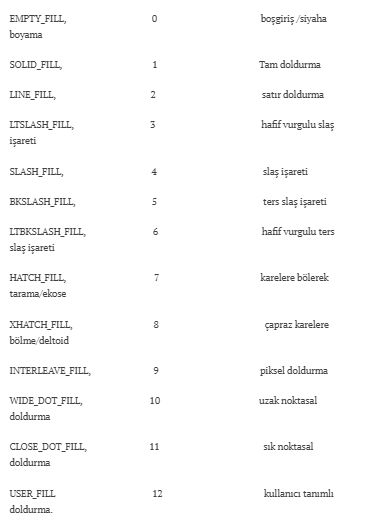 EMPTY_FILL, 0 boşgiriş /siyaha
boyama
SOLID_FILL, 1 Tam doldurma
LINE_FILL, 2 satır doldurma
LTSLASH_FILL, 3 hafif vurgulu slaş
işareti
SLASH_FILL, 4 slaş işareti
BKSLASH_FILL, 5 ters slaş işareti
LTBKSLASH_FILL, 6 hafif vurgulu ters
slaş işareti
HATCH_FILL, 7 karelere bölerek
tarama/ekose
XHATCH_FILL, 8 çapraz karelere
bölme/deltoid
INTERLEAVE_FILL, 9 piksel doldurma
WIDE_DOT_FILL, 10 uzak noktasal
doldurma
CLOSE_DOT_FILL, 11 sık noktasal
doldurma
USER_FILL 12 kullanıcı tanımlı
doldurma.